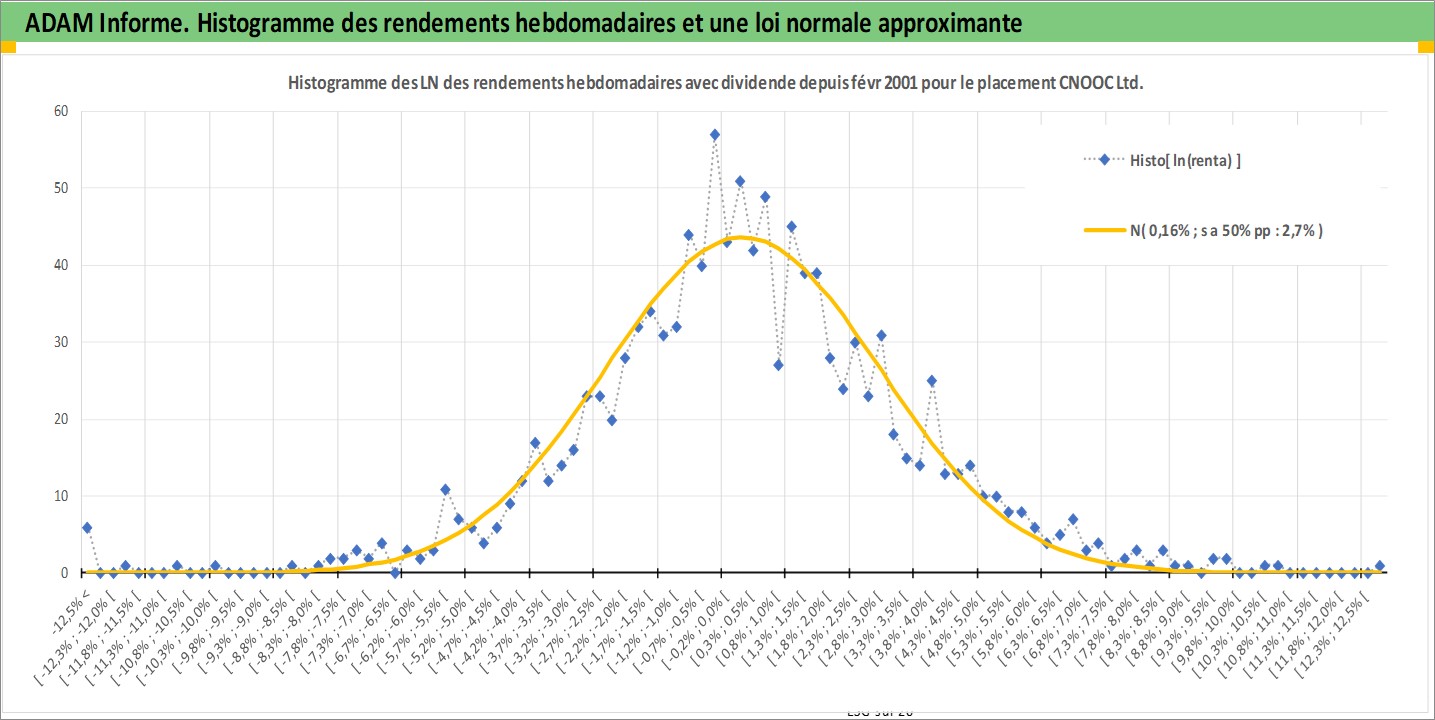 ADAM Informe. Histogramme des rendements hebdomadaires et une loi normale approximante
Histogramme des LN des rendements hebdomadaires avec dividende depuis févr 2001 pour le placement CNOOC Ltd.
60
50
40
30
20
10
0
Histo[ ln(renta) ]
N( 0,16% ; s a 50% pp : 2,7% )
-12,5% <
[ -12,3% ; -12,0% [
[ -11,8% ; -11,5% [
[ -11,3% ; -11,0% [
[ -10,8% ; -10,5% [
[ -10,3% ; -10,0% [
[ -9,8% ; -9,5% [
[ -9,3% ; -9,0% [
[ -8,8% ; -8,5% [
[ -8,3% ; -8,0% [
[ -7,8% ; -7,5% [
[ -7,3% ; -7,0% [
[ -6,7% ; -6,5% [
[ -6,2% ; -6,0% [
[ -5,7% ; -5,5% [
[ -5,2% ; -5,0% [
[ -4,7% ; -4,5% [
[ -4,2% ; -4,0% [
[ -3,7% ; -3,5% [
[ -3,2% ; -3,0% [
[ -2,7% ; -2,5% [
[ -2,2% ; -2,0% [
[ -1,7% ; -1,5% [
[ -1,2% ; -1,0% [
[ -0,7% ; -0,5% [
[ -0,2% ; 0,0% [
[ 0,3% ; 0,5% [
[ 0,8% ; 1,0% [
[ 1,3% ; 1,5% [
[ 1,8% ; 2,0% [
[ 2,3% ; 2,5% [
[ 2,8% ; 3,0% [
[ 3,3% ; 3,5% [
[ 3,8% ; 4,0% [
[ 4,3% ; 4,5% [
[ 4,8% ; 5,0% [
[ 5,3% ; 5,5% [
[ 5,8% ; 6,0% [
[ 6,3% ; 6,5% [
[ 6,8% ; 7,0% [
[ 7,3% ; 7,5% [
[ 7,8% ; 8,0% [
[ 8,3% ; 8,5% [
[ 8,8% ; 9,0% [
[ 9,3% ; 9,5% [
[ 9,8% ; 10,0% [
[ 10,3% ; 10,5% [
[ 10,8% ; 11,0% [
[ 11,3% ; 11,5% [
[ 11,8% ; 12,0% [
[ 12,3% ; 12,5% [